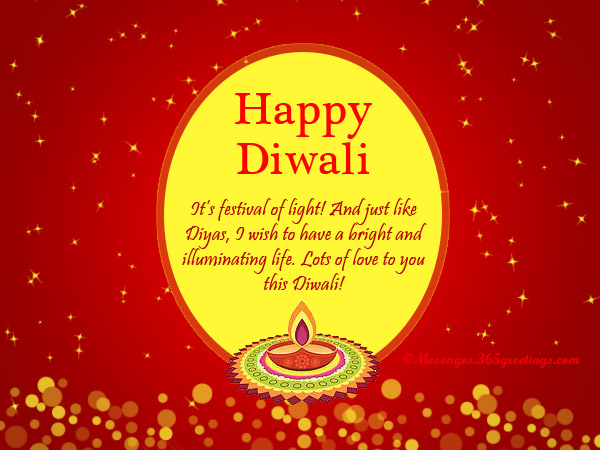 Happy
Diwali
It's festival of light! And just like
Diyas, I wish to have a bright and
illuminating life. Lots of love to you
this Diwali!
©Messages.365greetings.com